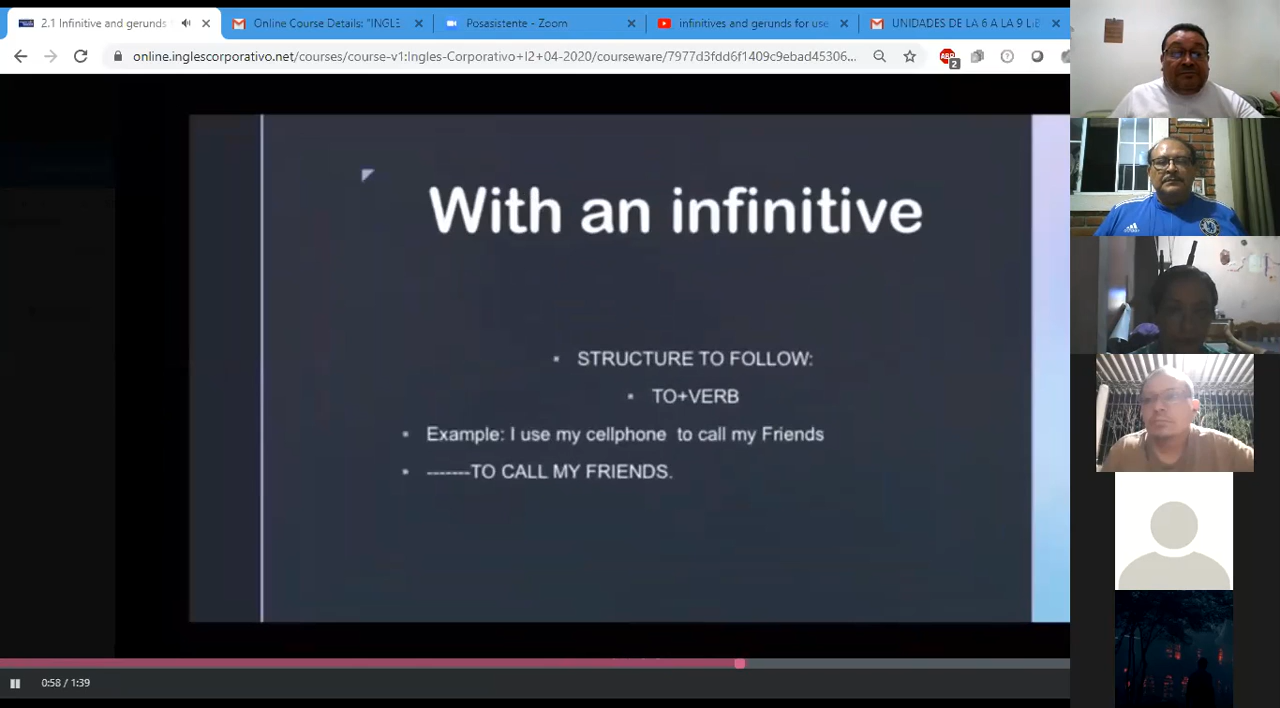 2.1 Infinitive and gerunds
Online Course Details: "INGLE
Posasistente - Zoom
infinitives and gerunds for use
UNIDADES DE LA 6 A LA 9 LIB
online.inglescorporativo.net/courses/course-v1:Ingles-Corporativo+I2+04-2020/courseware/7977d3fdd6f1409c9ebad45306...
ABP
2
With an infinitive
STRUCTURE TO FOLLOW:
TO+VERB
Example: I use my cellphone to call my Friends
-------TO CALL MY FRIENDS.
0:58 / 1:39